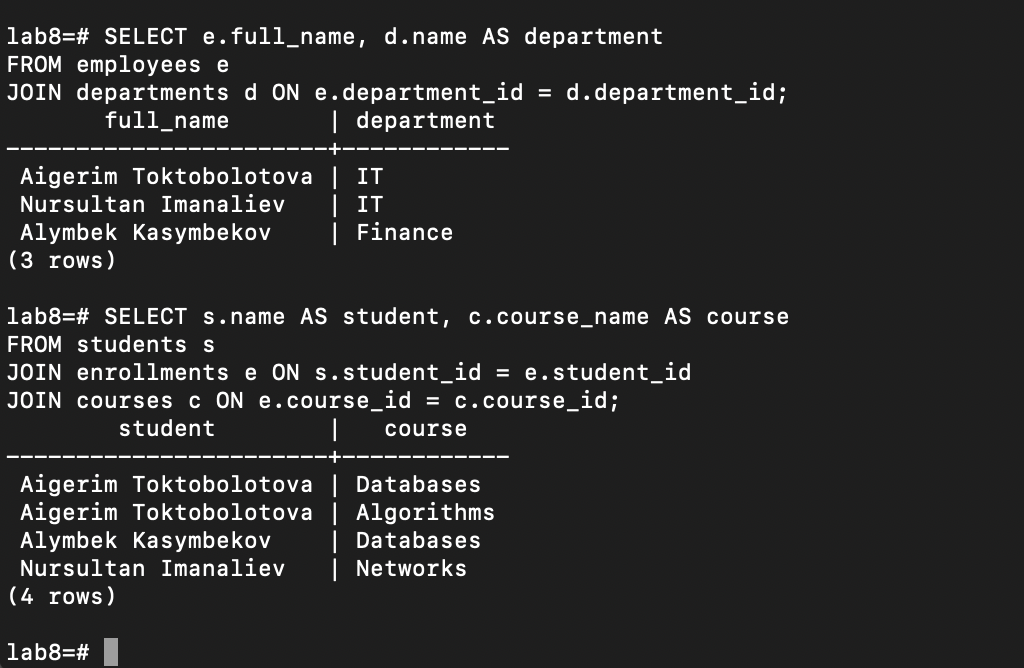 lab8=# SELECT e.full_name, d.name AS department
FROM employees e
JOIN departments d ON e.department_id = d.department_id;
       full_name       | department
-----------------------+------------
 Aigerim Toktobolotova | IT
 Nursultan Imanaliev   | IT
 Alymbek Kasymbekov    | Finance
(3 rows)

lab8=# SELECT s.name AS student, c.course_name AS course
FROM students s
JOIN enrollments e ON s.student_id = e.student_id
JOIN courses c ON e.course_id = c.course_id;
        student        |   course
-----------------------+------------
 Aigerim Toktobolotova | Databases
 Aigerim Toktobolotova | Algorithms
 Alymbek Kasymbekov    | Databases
 Nursultan Imanaliev   | Networks
(4 rows)

lab8=#